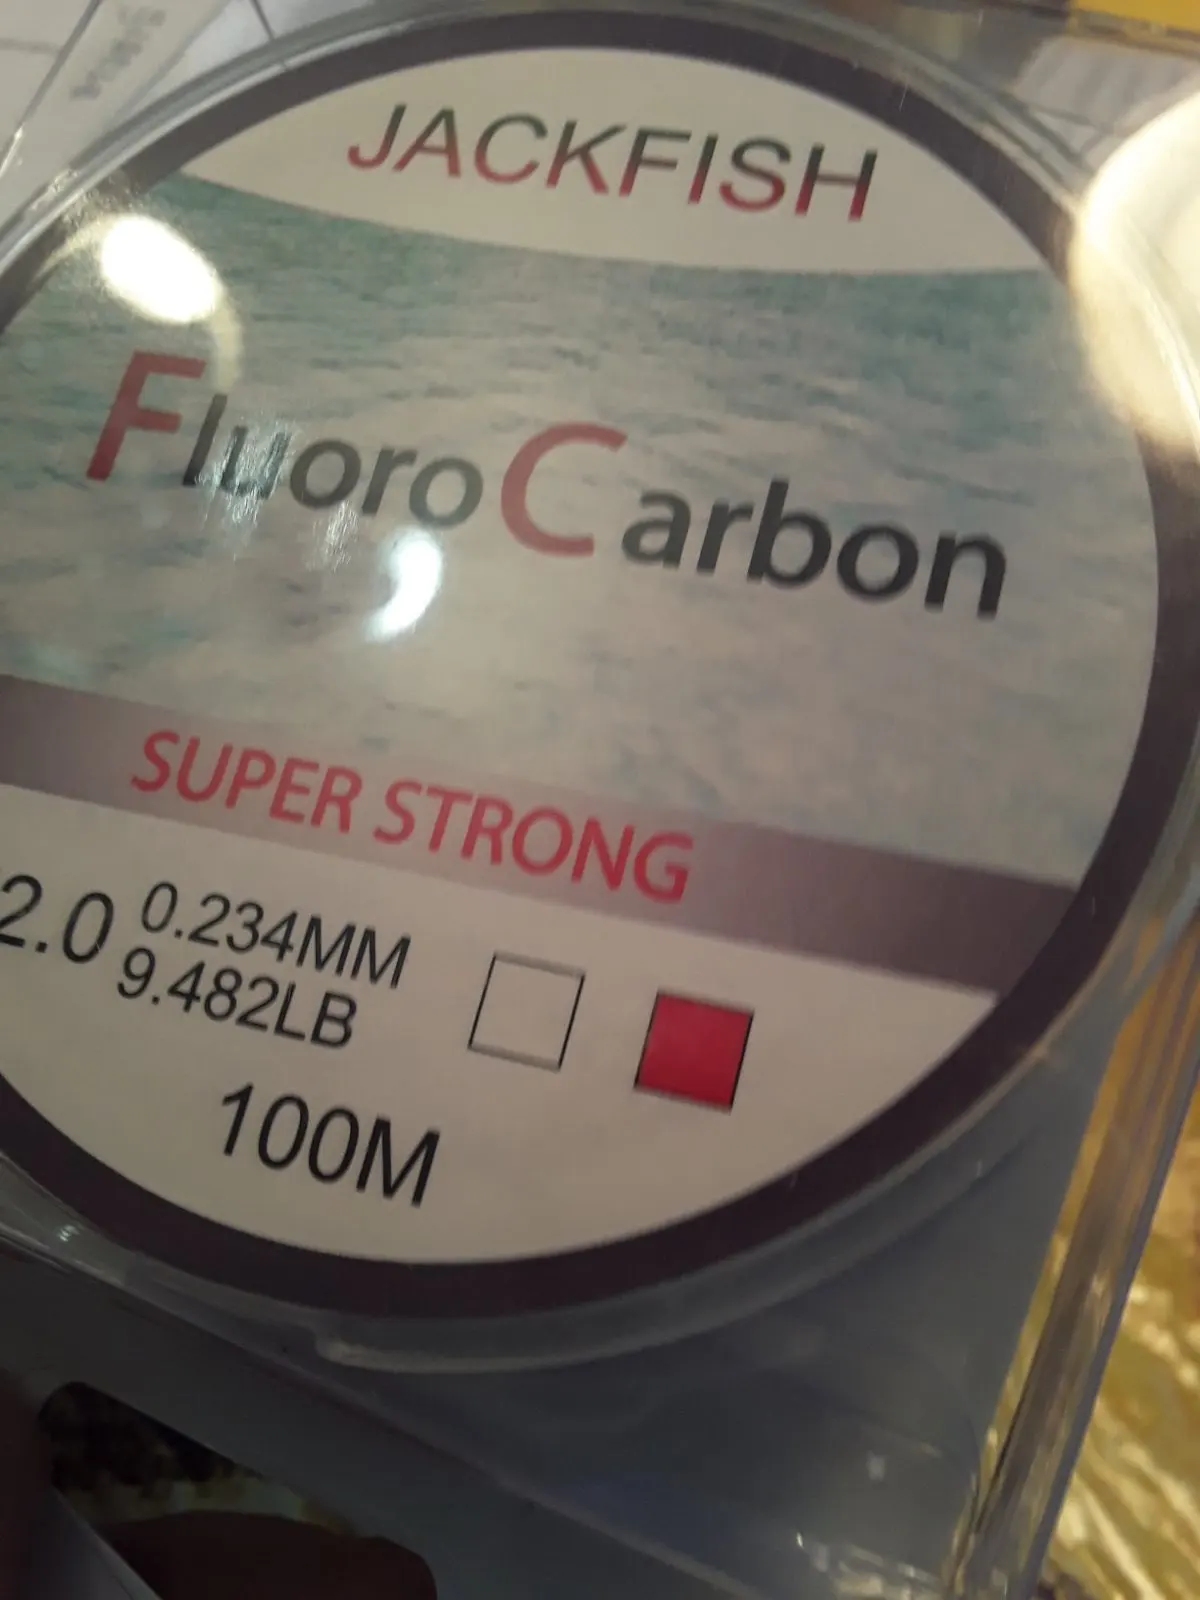 JACKFISH
FluoroCarbon
SUPER STRONG
2.0 0.234MM
9.482LB
100M